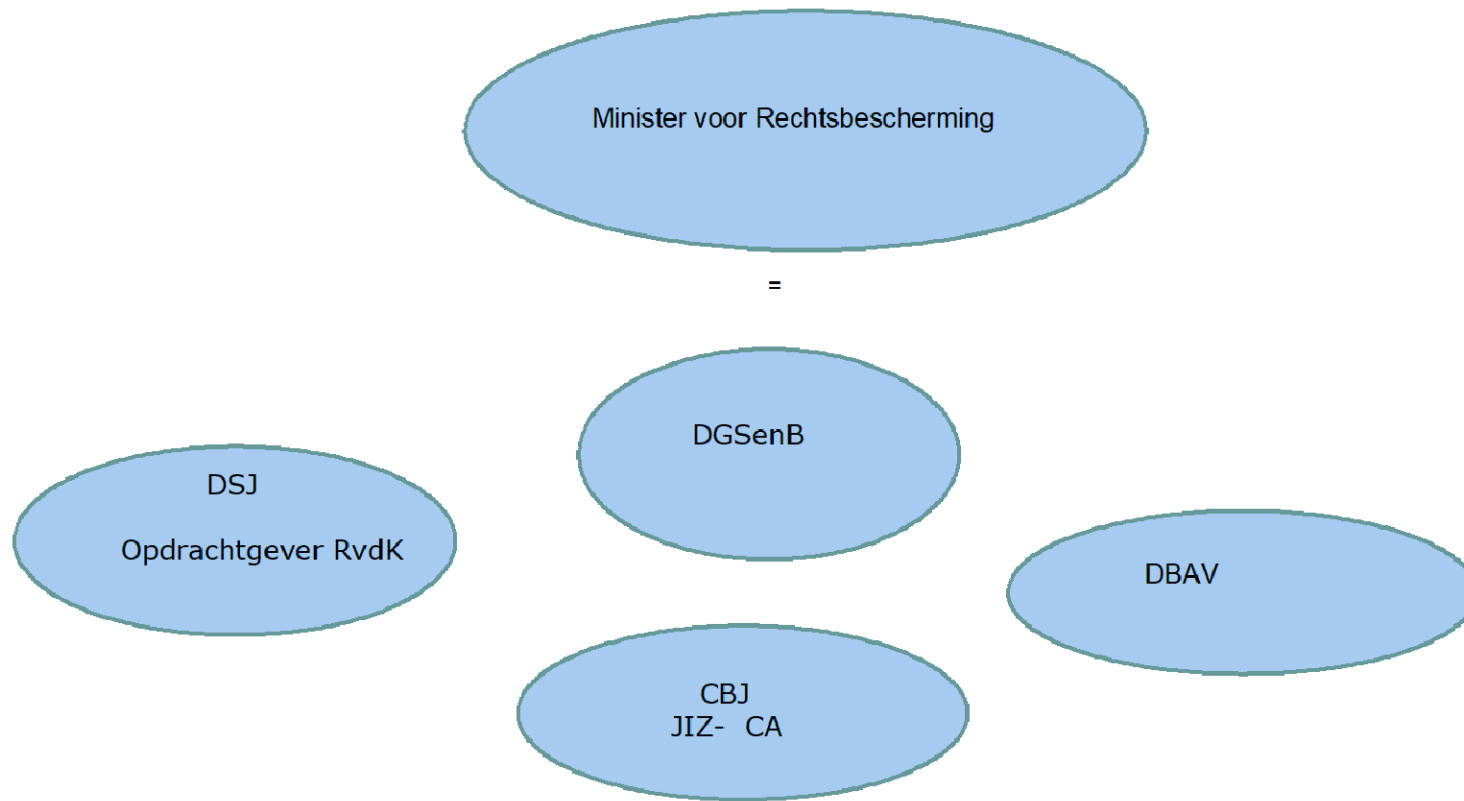 Minister voor Rechtsbescherming
=
DGSenB
DSJ
Opdrachtgever RvdK
DBAV
CBJ
JIZ- CA